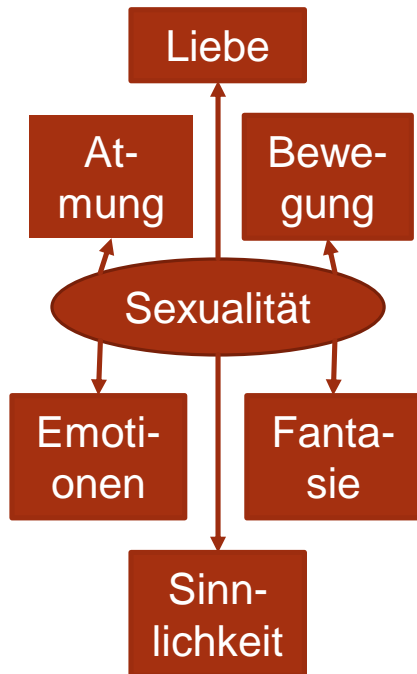 Liebe
At-
mung
Bewe-
gung
Sexualität
Emoti-
onen
Fanta-
sie
Sinn-
lichkeit